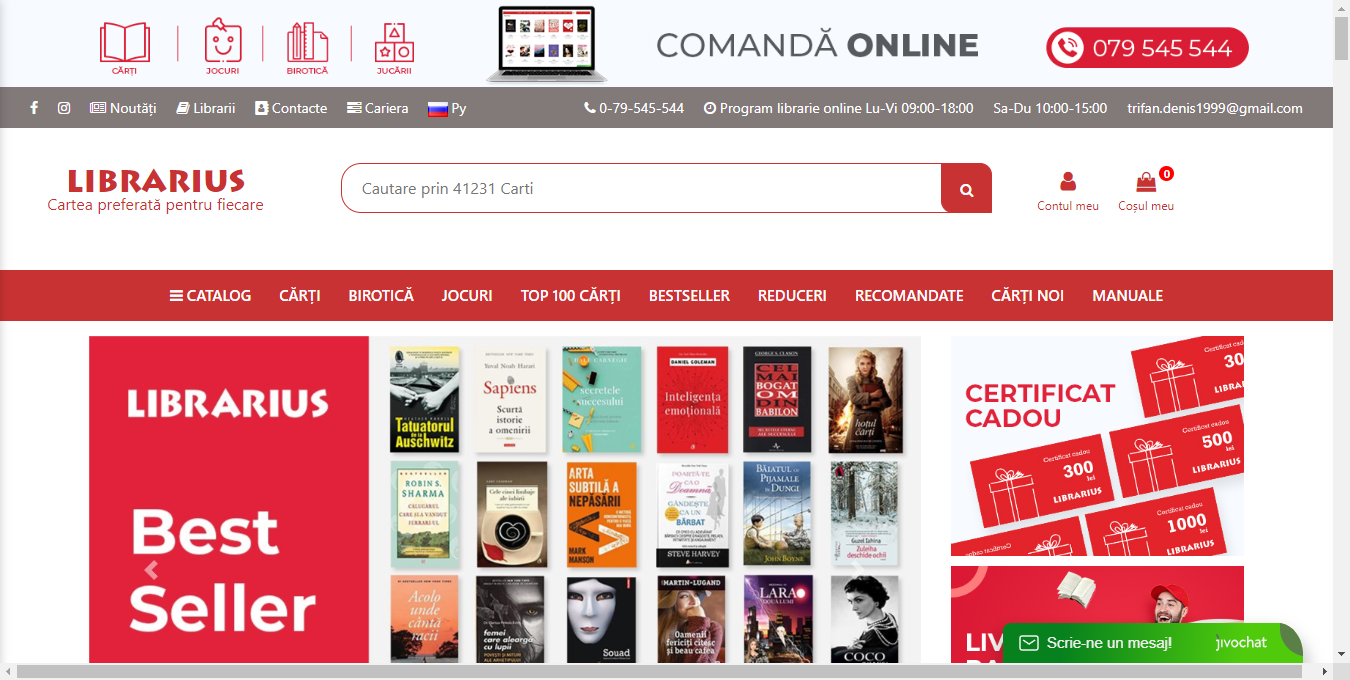 CĂRȚI
JOCURI
BIROTICĂ
JUCĂRII
COMANDĂ ONLINE
079 545 544
Noutăți
Librarii
Contacte
Cariera
Ру
0-79-545-544
Program librarie online Lu-Vi 09:00-18:00
Sa-Du 10:00-15:00
trifan.denis1999@gmail.com
LIBRARIUS
Cartea preferată pentru fiecare
Cautare prin 41231 Carti
Contul meu
0
Coșul meu
CATALOG
CĂRȚI
BIROTICĂ
JOCURI
TOP 100 CĂRȚI
BESTSELLER
REDUCERI
RECOMANDATE
CĂRȚI NOI
MANUALE
LIBRARIUS
Best
Seller
Tatuatorul
de la
Auschwitz
Yuval Noah Harari
Sapiens
Scurtă
istorie
a omenirii
DALE CARNEGIE
secretele
succesului
DANIEL GOLEMAN
Inteligența
emoțională
GEORGE S. CLASON
CEL
MAI
BOGAT
OM
DIN
BABILON
hoțul
de
cărți
BESTSELLER
ROBIN S.
SHARMA
CĂLUGĂRUL
CARE ȘI-A VÂNDUT
FERRARI-UL
Cele cinci limbaje
ale iubirii
ARTA
SUBTILĂ A
NEPĂSĂRII
MARK
MANSON
POARTĂ-TE
CA O
Doamnă
GÂNDEȘTE
CA UN
BĂRBAT
STEVE HARVEY
BĂIATUL CU
PIJAMALE
ÎN DUNGI
JOHN BOYNE
Guzel Iahina
Zuleiha
deschide ochii
Acolo
unde
cântă
racii
femei
care aleargă
cu lupii
Souad
MARTIN-LUGAND
Oamenii
fericiți citesc
și beau cafea
LARA
DOUĂ LUMI
COCO
CERTIFICAT
CADOU
Certificat cad
30
LIBRARIU
Certificat cadou
500
lei
LIBRARIUS
Certificat cadou
300
lei
LIBRARIUS
Certificat cadou
1000
lei
LIBRARIUS
Certificat cadou
LIV
Scrie-ne un mesaj!
jivochat